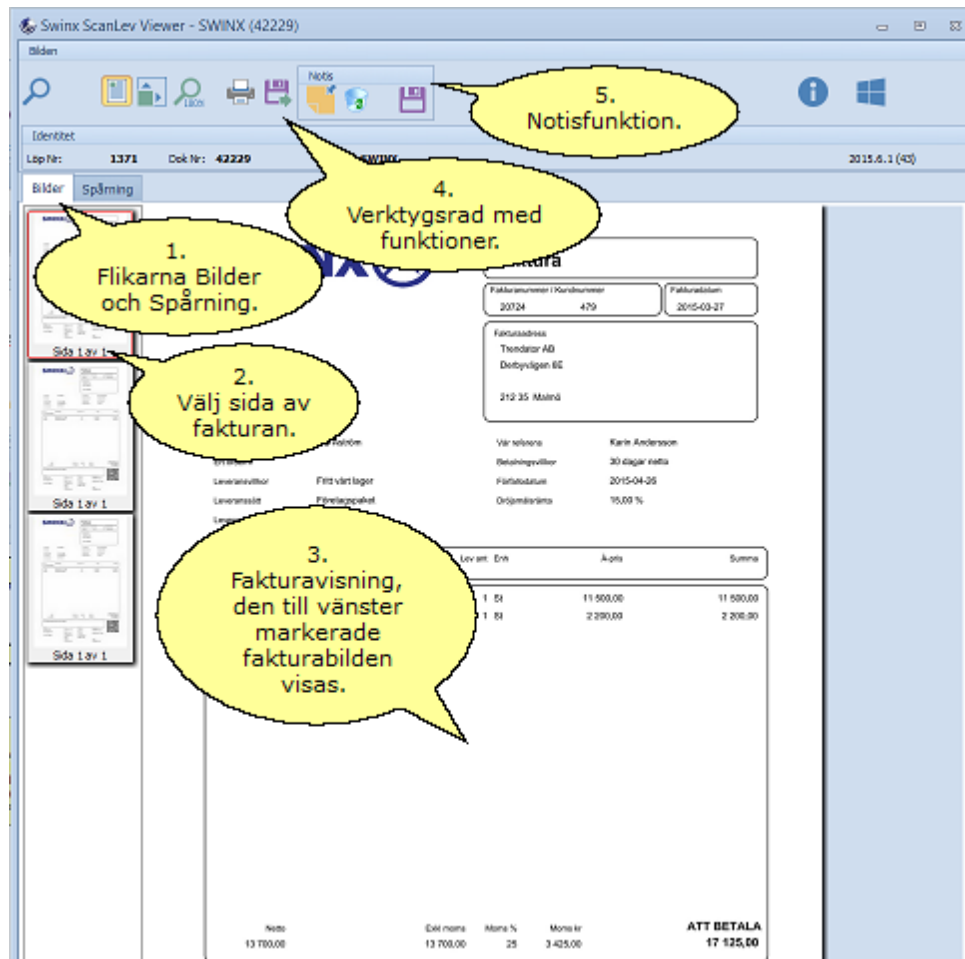 Swinx ScanLev Viewer - SWINX (42229)
Bilden
100%
Notis
5.
Notisfunktion.
Identitet
Löp Nr: 1371 Dok Nr: 42229 SWINX 2015.6.1 (43)
Bilder Spårning
4.
Verktygsrad med
funktioner.
1.
Flikarna Bilder
och Spårning.
Sida 1 av 1
2.
Välj sida av
fakturan.
Sida 1 av 1
Sida 1 av 1
Fakturanummer / Kundnummer Fakturadatum
20724 479 2015-03-27
Fakturaadress
Trendator AB
Derbyvägen 6E
212 35 Malmö
Vår referens Karin Andersson
Betalningsvillkor 30 dagar netto
Leveransvillkor Fritt vårt lager Förfallodatum 2015-04-26
Leveranssätt Företagspaket Dröjsmålsränta 15,00 %
3.
Fakturavisning,
den till vänster
markerade
fakturabilden
visas.
Lev ant Enh À-pris Summa
1 St 11 500,00 11 500,00
1 St 2 200,00 2 200,00
Netto Exkl moms Moms % Moms kr ATT BETALA
13 700,00 13 700,00 25 3 425,00 17 125,00